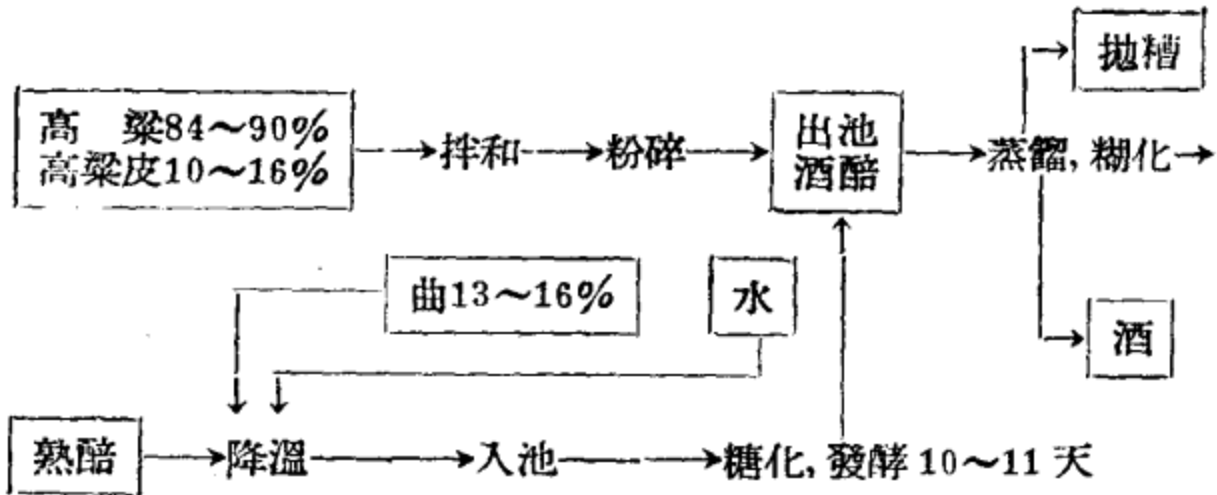 抛糟
高 粱84～90%
高粱皮10～16%
拌和
粉碎
出池
酒醅
蒸餾, 糊化
曲13～16%
水
酒
熟醅
降溫
入池
糖化, 發酵 10～11 天